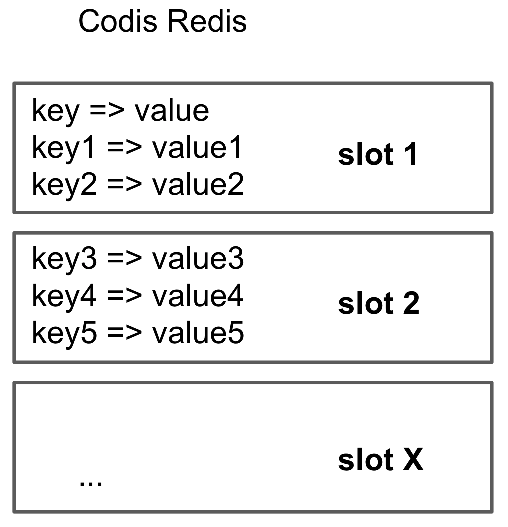 Codis Redis
key => value
key1 => value1
key2 => value2
slot 1
key3 => value3
key4 => value4
key5 => value5
slot 2
...
slot X